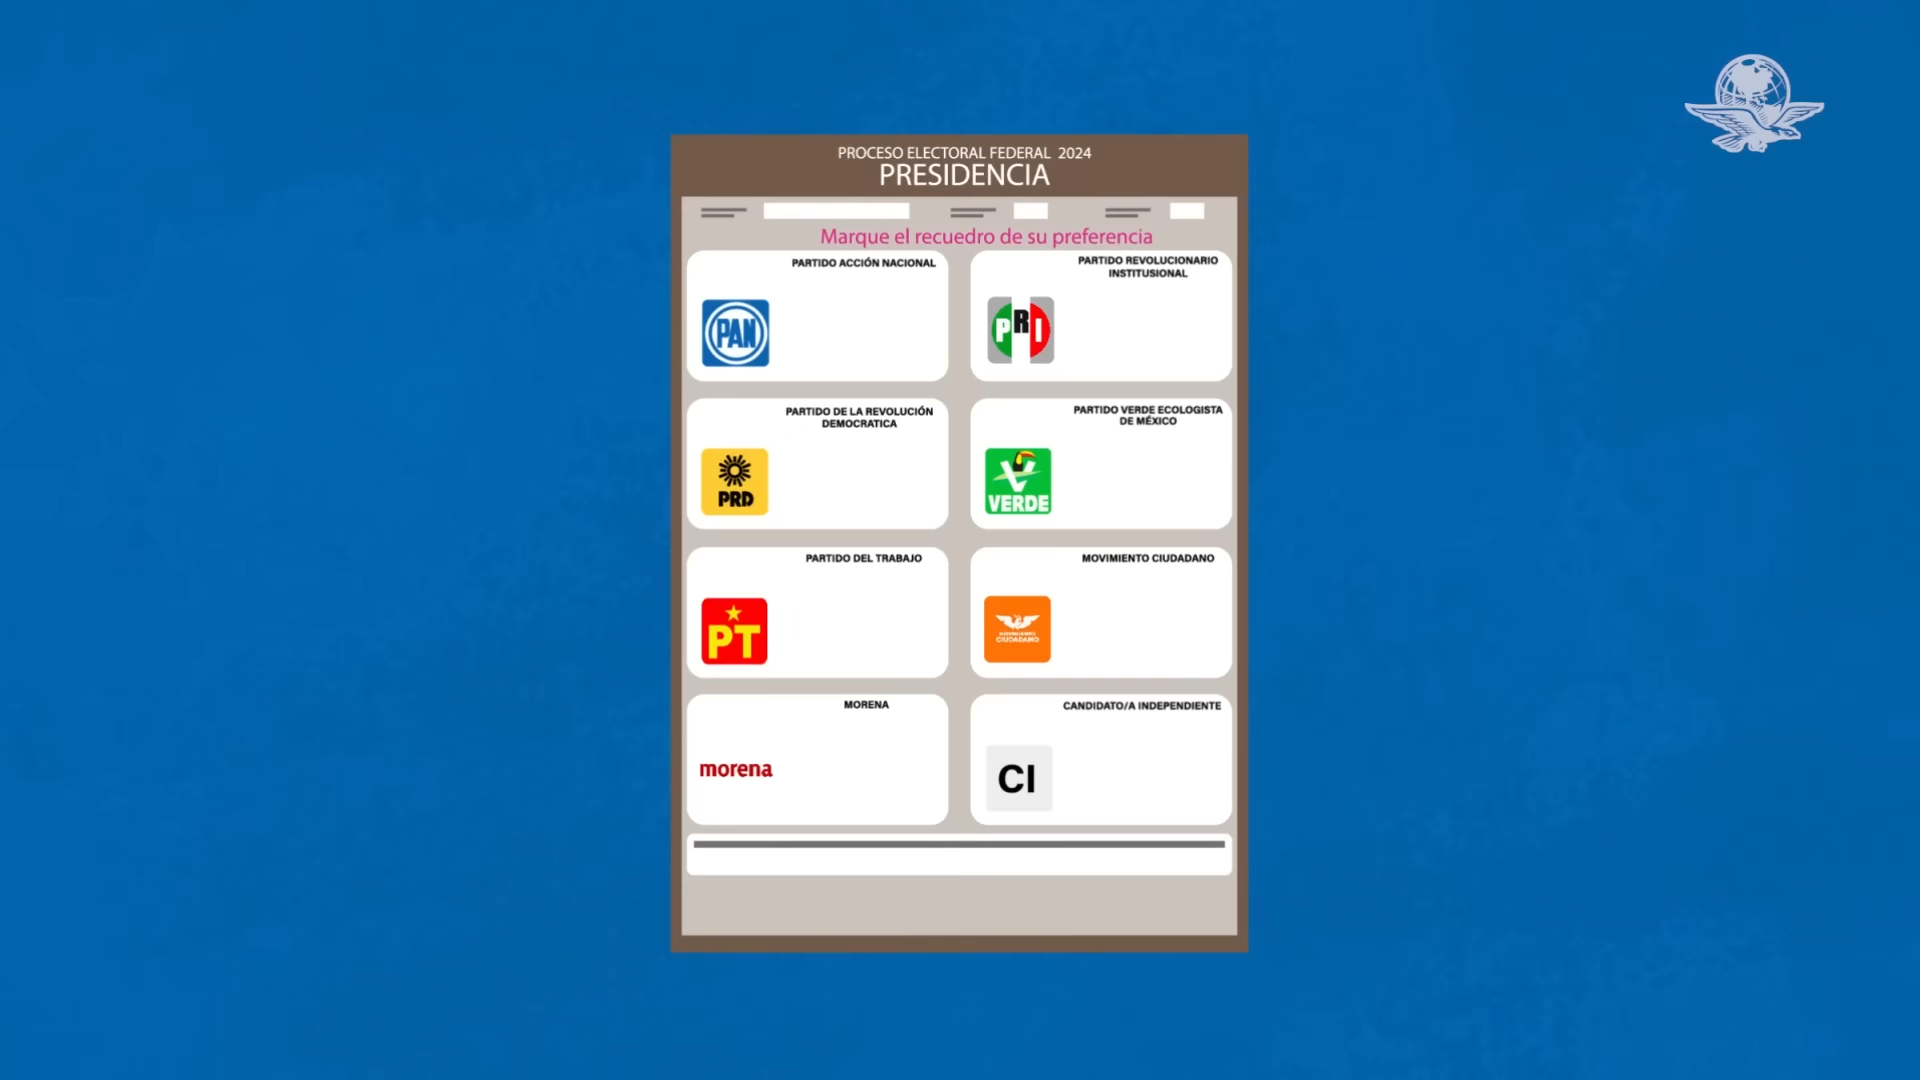 PROCESO ELECTORAL FEDERAL 2024
PRESIDENCIA
Marque el recuedro de su preferencia
PARTIDO ACCIÓN NACIONAL
PAN
PARTIDO REVOLUCIONARIO
INSTITUSIONAL
PRI
PARTIDO DE LA REVOLUCIÓN
DEMOCRATICA
PRD
PARTIDO VERDE ECOLOGISTA
DE MÉXICO
VERDE
PARTIDO DEL TRABAJO
PT
MOVIMIENTO CIUDADANO
MOVIMIENTO
CIUDADANO
MORENA
morena
CANDIDATO/A INDEPENDIENTE
CI